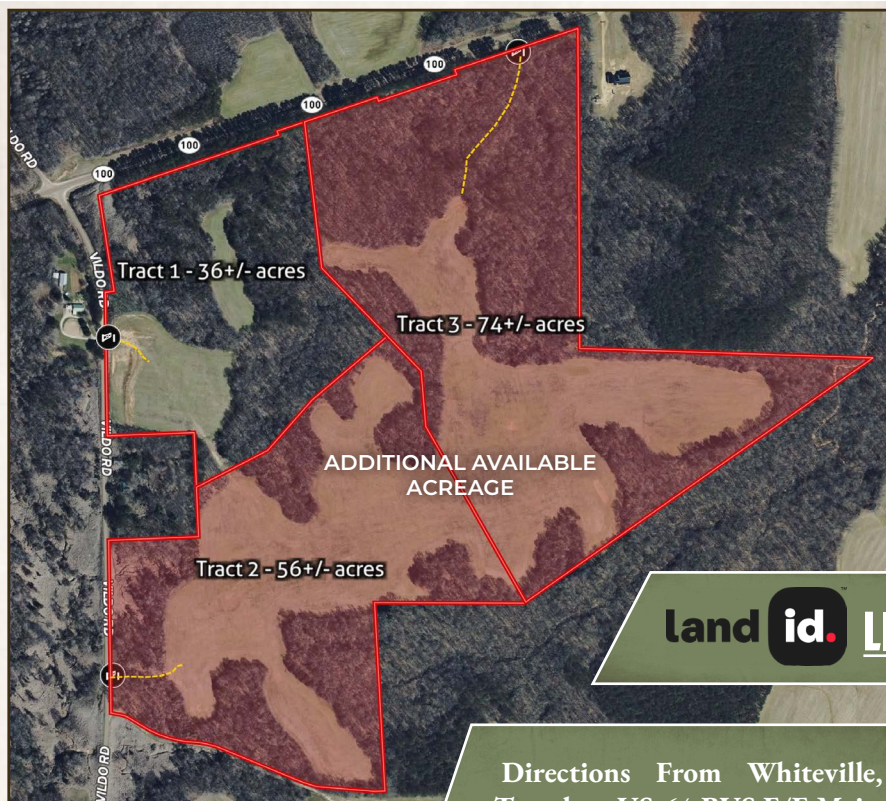 100
100
100
100
VILDO RD
Tract 1 - 36+/- acres
Tract 3 - 74+/- acres
VILDO RD
ADDITIONAL AVAILABLE
ACREAGE
Tract 2 - 56+/- acres
land id.™
VILDO RD
Directions From Whiteville,